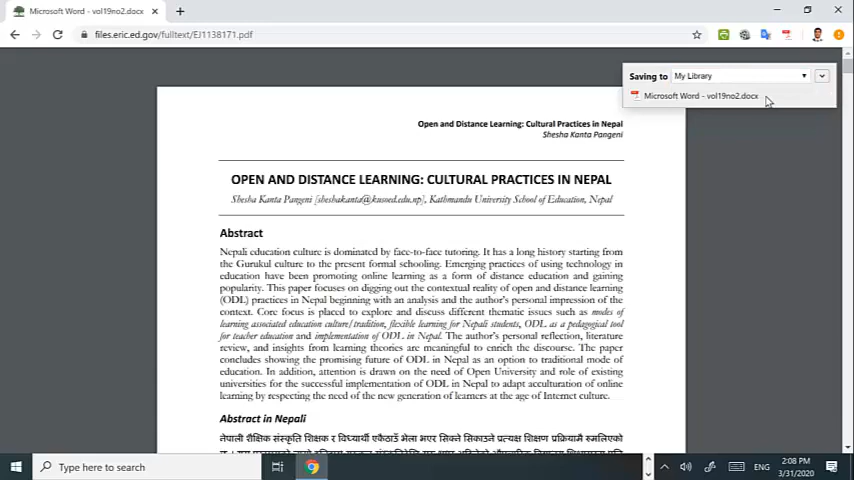 Microsoft Word - vol19no2.docx
files.eric.ed.gov/fulltext/EJ1138171.pdf
Saving to My Library
Microsoft Word - vol19no2.docx
Open and Distance Learning: Cultural Practices in Nepal
Shesha Kanta Pangeni
OPEN AND DISTANCE LEARNING: CULTURAL PRACTICES IN NEPAL
Shesha Kanta Pangeni [sheshakanta@kusoed.edu.np], Kathmandu University School of Education, Nepal
Abstract
Nepali education culture is dominated by face-to-face tutoring. It has a long history starting from
the Gurukul culture to the present formal schooling. Emerging practices of using technology in
education have been promoting online learning as a form of distance education and gaining
popularity. This paper focuses on digging out the contextual reality of open and distance learning
(ODL) practices in Nepal beginning with an analysis and the author's personal impression of the
context. Core focus is placed to explore and discuss different thematic issues such as modes of
learning associated education culture/tradition, flexible learning for Nepali students, ODL as a pedagogical tool
for teacher education and implementation of ODL in Nepal. The author's personal reflection, literature
review, and insights from learning theories are meaningful to enrich the discourse. The paper
concludes showing the promising future of ODL in Nepal as an option to traditional mode of
education. In addition, attention is drawn on the need of Open University and role of existing
universities for the successful implementation of ODL in Nepal to adapt acculturation of online
learning by respecting the need of the new generation of learners at the age of Internet culture.
Abstract in Nepali
नेपाली शैक्षिक संस्कृति शिक्षक र विद्यार्थी एकैठाउँ भेला भएर सिक्ने सिकाउने प्रत्यक्ष शिक्षण प्रक्रियामै रुमलिएको
Type here to search
ENG
2:08 PM
3/31/2020